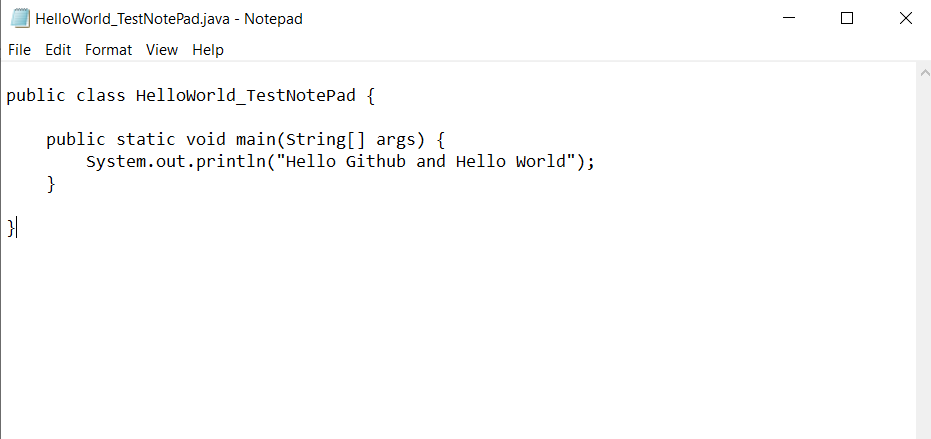 HelloWorld_TestNotePad.java - Notepad
File Edit Format View Help
public class HelloWorld_TestNotePad {
    public static void main(String[] args) {
        System.out.println("Hello Github and Hello World");
    }
}